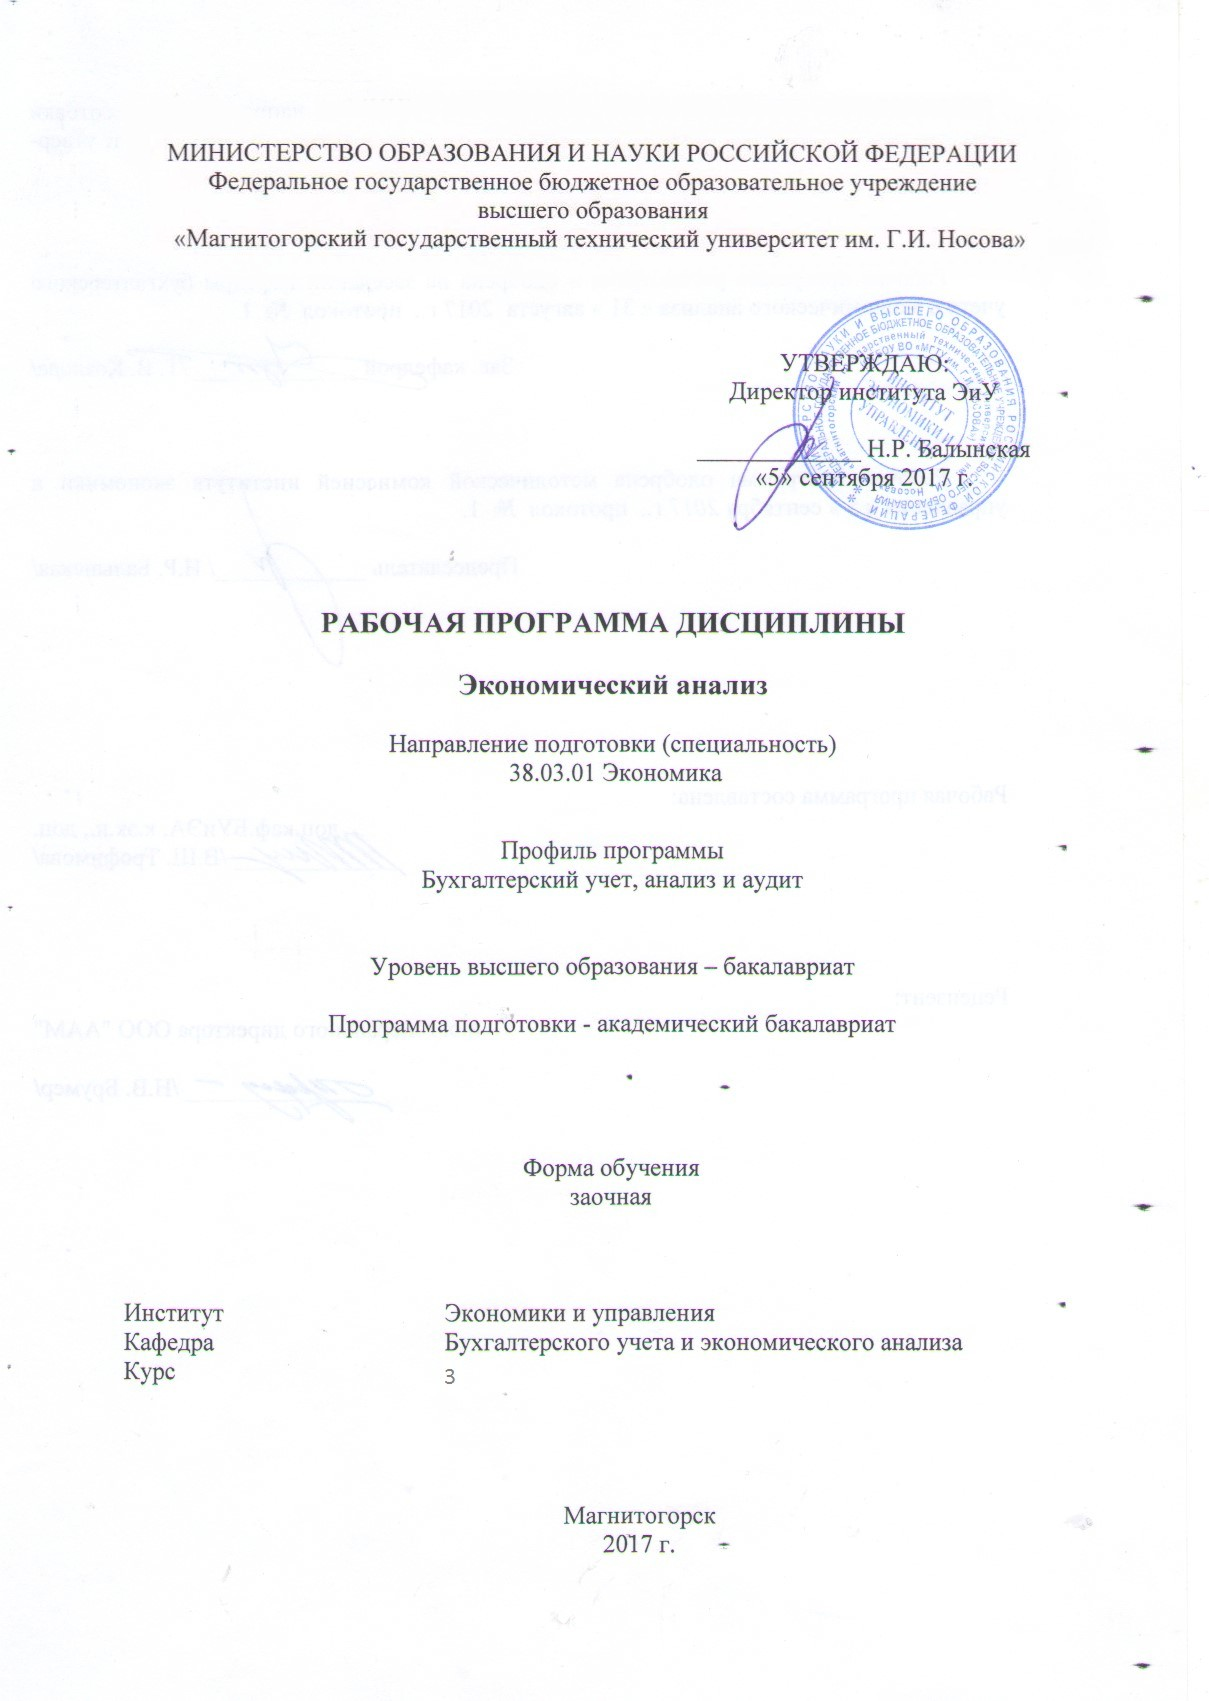 МИНИСТЕРСТВО ОБРАЗОВАНИЯ И НАУКИ РОССИЙСКОЙ ФЕДЕРАЦИИ
Федеральное государственное бюджетное образовательное учреждение
высшего образования
«Магнитогорский государственный технический университет им. Г.И. Носова»
УТВЕРЖДАЮ:
Директор института ЭиУ
Н.Р. Балынская
«5» сентября 2017 г.
ИНСТИТУТ
ЭКОНОМИКИ И
УПРАВЛЕНИЯ
РАБОЧАЯ ПРОГРАММА ДИСЦИПЛИНЫ
Экономический анализ
Направление подготовки (специальность)
38.03.01 Экономика
Профиль программы
Бухгалтерский учет, анализ и аудит
Уровень высшего образования – бакалавриат
Программа подготовки - академический бакалавриат
Форма обучения
заочная
Институт Экономики и управления
Кафедра Бухгалтерского учета и экономического анализа
Курс 3
Магнитогорск
2017 г.